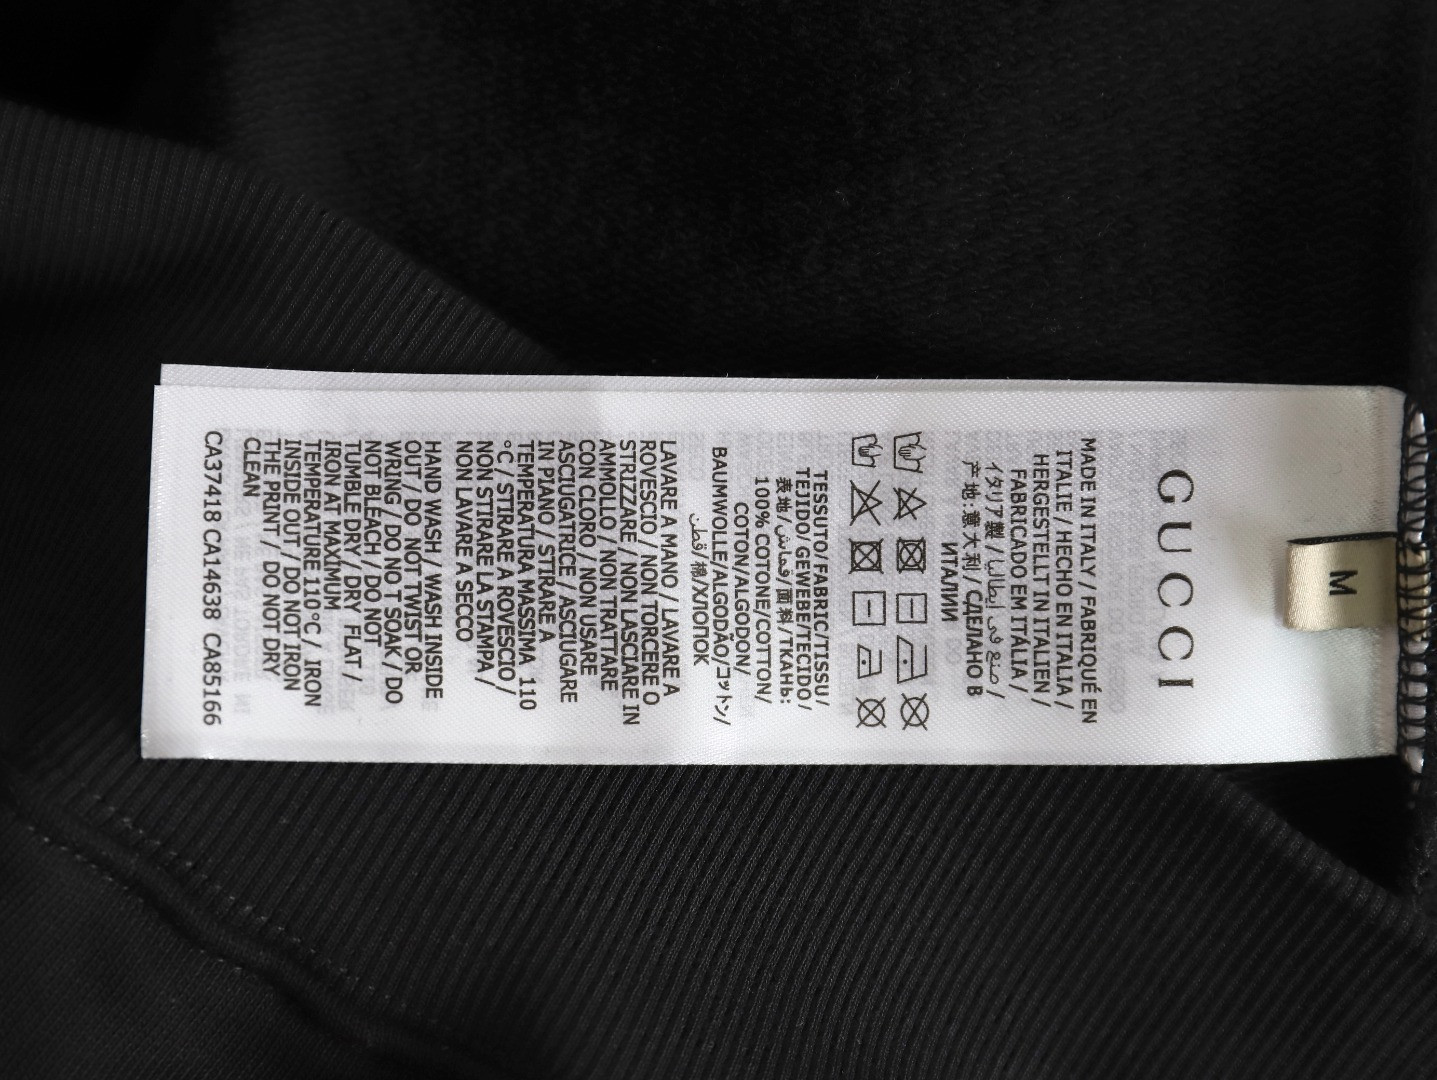 M
GUCCI
MADE IN ITALY / FABRIQUÉ EN
ITALIE / HECHO EN ITALIA /
HERGESTELLT IN ITALIEN /
FABRICADO EM ITÁLIA /
イタリア製 / صنع في ايطاليا /
产地:意大利 / СДЕЛАНО В
ИТАЛИИ
TESSUTO/FABRIC/TISSU/
TEJIDO/ GEWEBE/TECIDO/
表地/قماش/面料/ТКАНЬ:
100% COTONE/COTTON/
COTON/ALGODON/
BAUMWOLLE/ALGODÃO/コットン/
قطن/棉/ХЛОПОК
LAVARE A MANO / LAVARE A
ROVESCIO / NON TORCERE O
STRIZZARE / NON LASCIARE IN
AMMOLLO / NON TRATTARE
CON CLORO / NON USARE
ASCIUGATRICE / ASCIUGARE
IN PIANO / STIRARE A
TEMPERATURA MASSIMA 110
°C / STIRARE A ROVESCIO /
NON STIRARE LA STAMPA /
NON LAVARE A SECCO
HAND WASH / WASH INSIDE
OUT / DO NOT TWIST OR
WRING / DO NO T SOAK / DO
NOT BLEACH / DO NOT
TUMBLE DRY / DRY FLAT /
IRON AT MAXIMUM
TEMPERATURE 110°C / IRON
INSIDE OUT / DO NOT IRON
THE PRINT / DO NOT DRY
CLEAN
CA37418 CA14638 CA85166